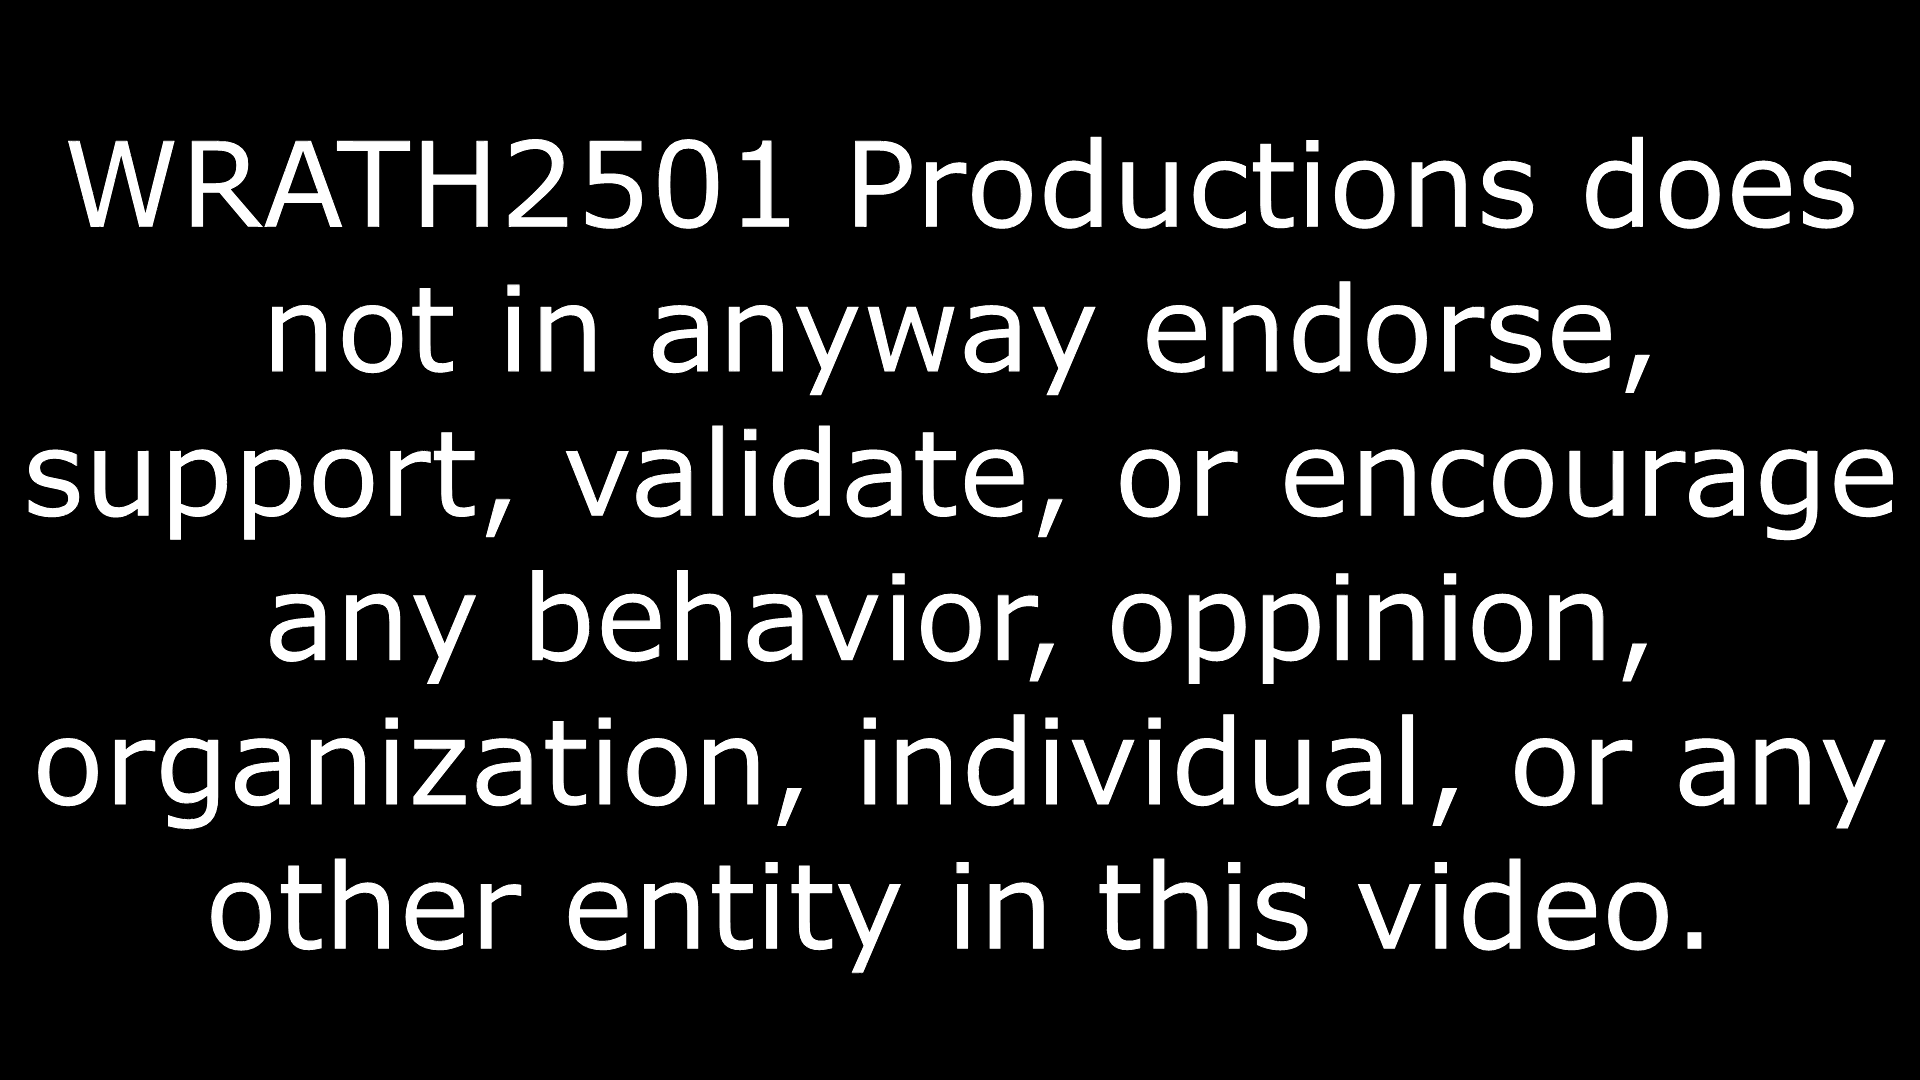 WRATH2501 Productions does
not in anyway endorse,
support, validate, or encourage
any behavior, oppinion,
organization, individual, or any
other entity in this video.